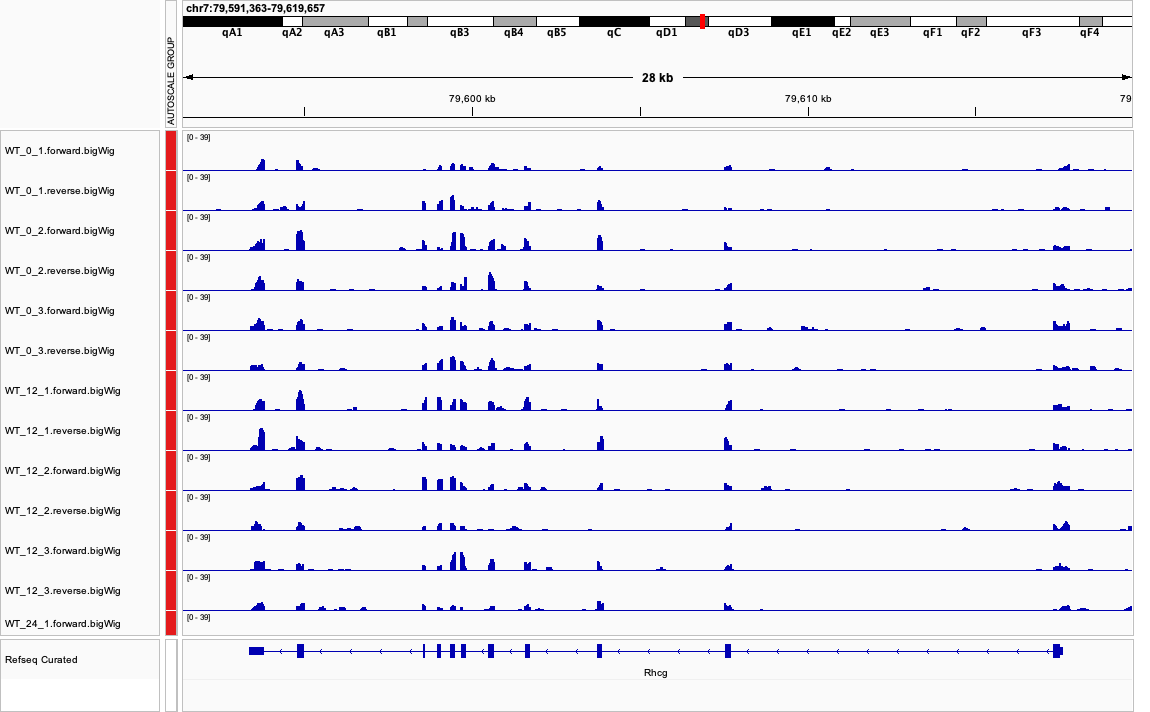 chr7:79,591,363-79,619,657
qA1 qA2 qA3 qB1 qB3 qB4 qB5 qC qD1 qD3 qE1 qE2 qE3 qF1 qF2 qF3 qF4
28 kb
79,600 kb 79,610 kb 79
AUTOSCALE GROUP
[0 - 39]
WT_0_1.forward.bigWig
[0 - 39]
WT_0_1.reverse.bigWig
[0 - 39]
WT_0_2.forward.bigWig
[0 - 39]
WT_0_2.reverse.bigWig
[0 - 39]
WT_0_3.forward.bigWig
[0 - 39]
WT_0_3.reverse.bigWig
[0 - 39]
WT_12_1.forward.bigWig
[0 - 39]
WT_12_1.reverse.bigWig
[0 - 39]
WT_12_2.forward.bigWig
[0 - 39]
WT_12_2.reverse.bigWig
[0 - 39]
WT_12_3.forward.bigWig
[0 - 39]
WT_12_3.reverse.bigWig
[0 - 39]
WT_24_1.forward.bigWig
Refseq Curated
Rhcg